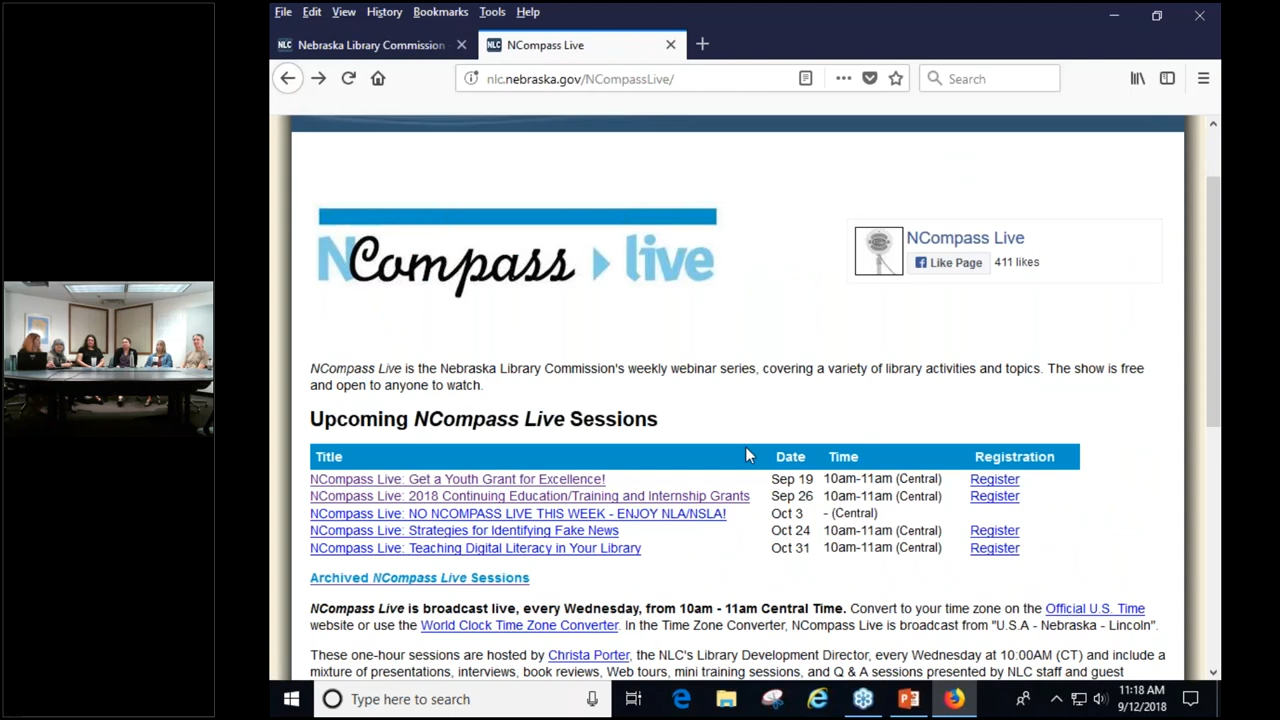 File Edit View History Bookmarks Tools Help
NLC Nebraska Library Commission
NLC NCompass Live
nlc.nebraska.gov/NCompassLive/
Search
NCompass live
NCompass Live
Like Page 411 likes
NCompass Live is the Nebraska Library Commission's weekly webinar series, covering a variety of library activities and topics. The show is free
and open to anyone to watch.
Upcoming NCompass Live Sessions
Title Date Time Registration
NCompass Live: Get a Youth Grant for Excellence! Sep 19 10am-11am (Central) Register
NCompass Live: 2018 Continuing Education/Training and Internship Grants Sep 26 10am-11am (Central) Register
NCompass Live: NO NCOMPASS LIVE THIS WEEK - ENJOY NLA/NSLA! Oct 3 - (Central)
NCompass Live: Strategies for Identifying Fake News Oct 24 10am-11am (Central) Register
NCompass Live: Teaching Digital Literacy in Your Library Oct 31 10am-11am (Central) Register
Archived NCompass Live Sessions
NCompass Live is broadcast live, every Wednesday, from 10am - 11am Central Time. Convert to your time zone on the Official U.S. Time
website or use the World Clock Time Zone Converter. In the Time Zone Converter, NCompass Live is broadcast from "U.S.A - Nebraska - Lincoln".
These one-hour sessions are hosted by Christa Porter, the NLC's Library Development Director, every Wednesday at 10:00AM (CT) and include a
mixture of presentations, interviews, book reviews, Web tours, mini training sessions, and Q & A sessions presented by NLC staff and guest
Type here to search
11:18 AM
9/12/2018